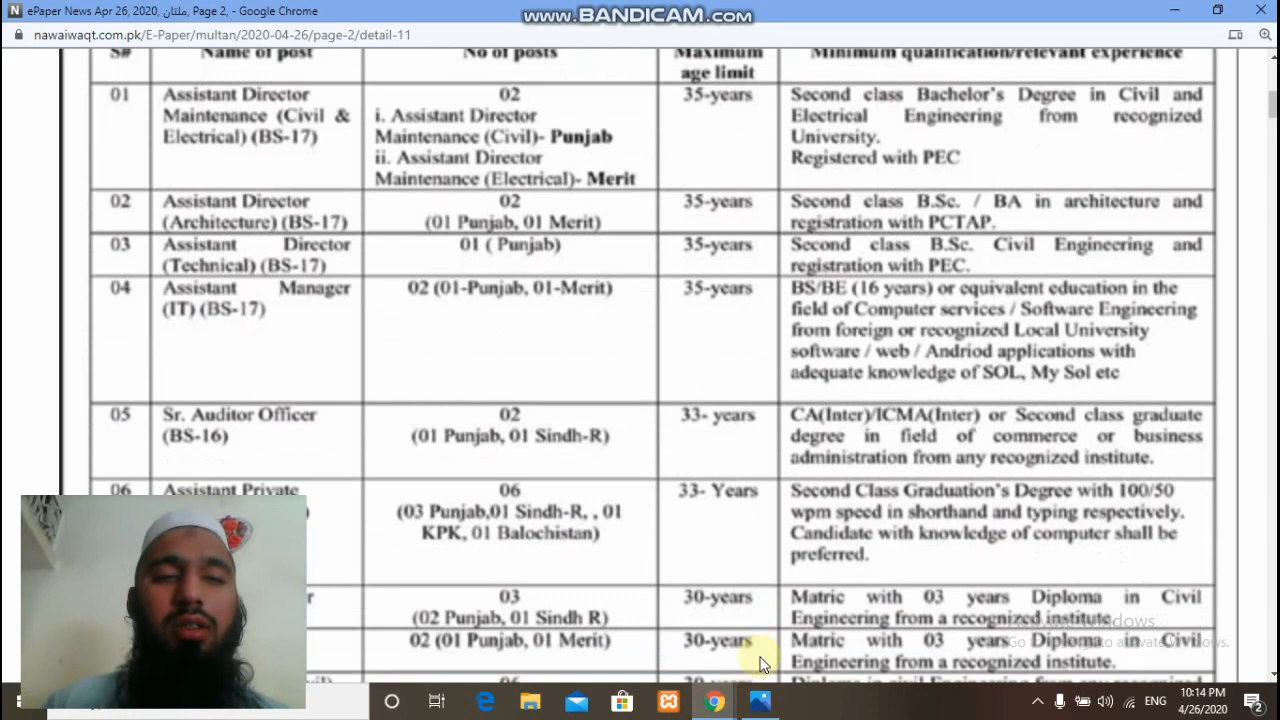 ePaper News Apr 26, 2020, ملتان, Page 2, - Google Chrome
www.BANDICAM.com
nawaiwaqt.com.pk/E-Paper/multan/2020-04-26/page-2/detail-11
S# Name of post No of posts Maximum age limit Minimum qualification/relevant experience
01 Assistant Director
Maintenance (Civil &
Electrical) (BS-17)
02
i. Assistant Director
Maintenance (Civil)- Punjab
ii. Assistant Director
Maintenance (Electrical)- Merit
35-years
Second class Bachelor's Degree in Civil and
Electrical Engineering from recognized
University.
Registered with PEC
02 Assistant Director
(Architecture) (BS-17)
02
(01 Punjab, 01 Merit)
35-years
Second class B.Sc. / BA in architecture and
registration with PCTAP.
03 Assistant Director
(Technical) (BS-17)
01 ( Punjab)
35-years
Second class B.Sc. Civil Engineering and
registration with PEC.
04 Assistant Manager
(IT) (BS-17)
02 (01-Punjab, 01-Merit)
35-years
BS/BE (16 years) or equivalent education in the
field of Computer services / Software Engineering
from foreign or recognized Local University
software / web / Andriod applications with
adequate knowledge of SOL, My Sol etc
05 Sr. Auditor Officer
(BS-16)
02
(01 Punjab, 01 Sindh-R)
33- years
CA(Inter)/ICMA(Inter) or Second class graduate
degree in field of commerce or business
administration from any recognized institute.
06 Assistant Private
06
(03 Punjab,01 Sindh-R, , 01
KPK, 01 Balochistan)
33- Years
Second Class Graduation's Degree with 100/50
wpm speed in shorthand and typing respectively.
Candidate with knowledge of computer shall be
preferred.
03
(02 Punjab, 01 Sindh R)
30-years
Matric with 03 years Diploma in Civil
Engineering from a recognized institute.
02 (01 Punjab, 01 Merit)
30-years
Matric with 03 years Diploma in Civil
Engineering from a recognized institute.
ENG
10:14 PM
4/26/2020
2